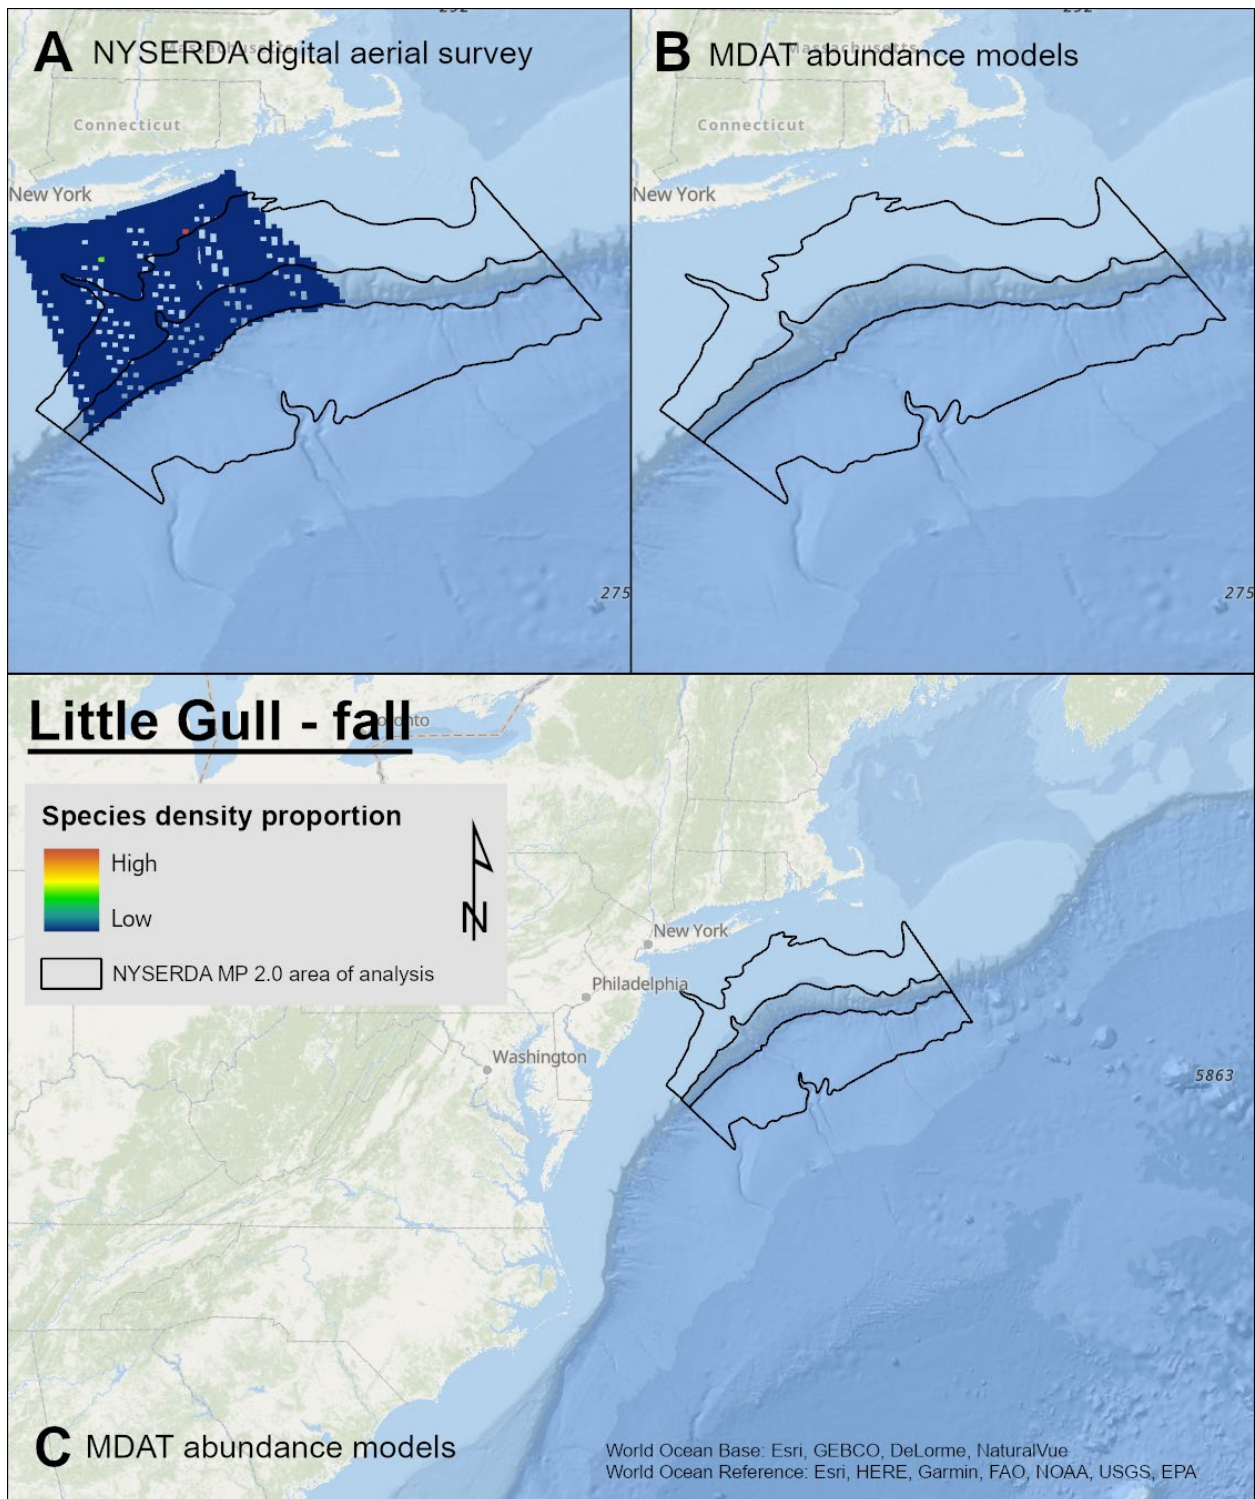 A NYSERDA digital aerial survey
Massachusetts
Connecticut
New York
275
B MDAT abundance models
Massachusetts
Connecticut
New York
275
Little Gull - fall
Species density proportion
High
Low
N
NYSERDA MP 2.0 area of analysis
New York
Philadelphia
Washington
5863
C MDAT abundance models
World Ocean Base: Esri, GEBCO, DeLorme, NaturalVue
World Ocean Reference: Esri, HERE, Garmin, FAO, NOAA, USGS, EPA